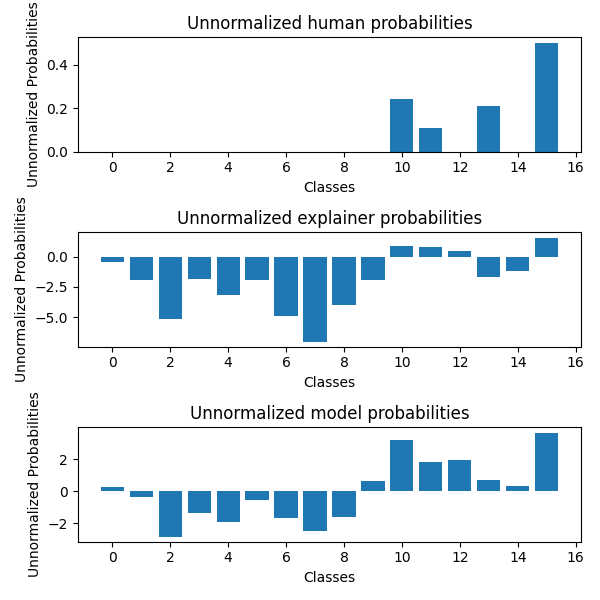 Unnormalized human probabilities
Unnormalized Probabilities
0.4
0.2
0.0
0 2 4 6 8 10 12 14 16
Classes
Unnormalized explainer probabilities
Unnormalized Probabilities
0.0
−2.5
−5.0
0 2 4 6 8 10 12 14 16
Classes
Unnormalized model probabilities
Unnormalized Probabilities
2
0
−2
0 2 4 6 8 10 12 14 16
Classes